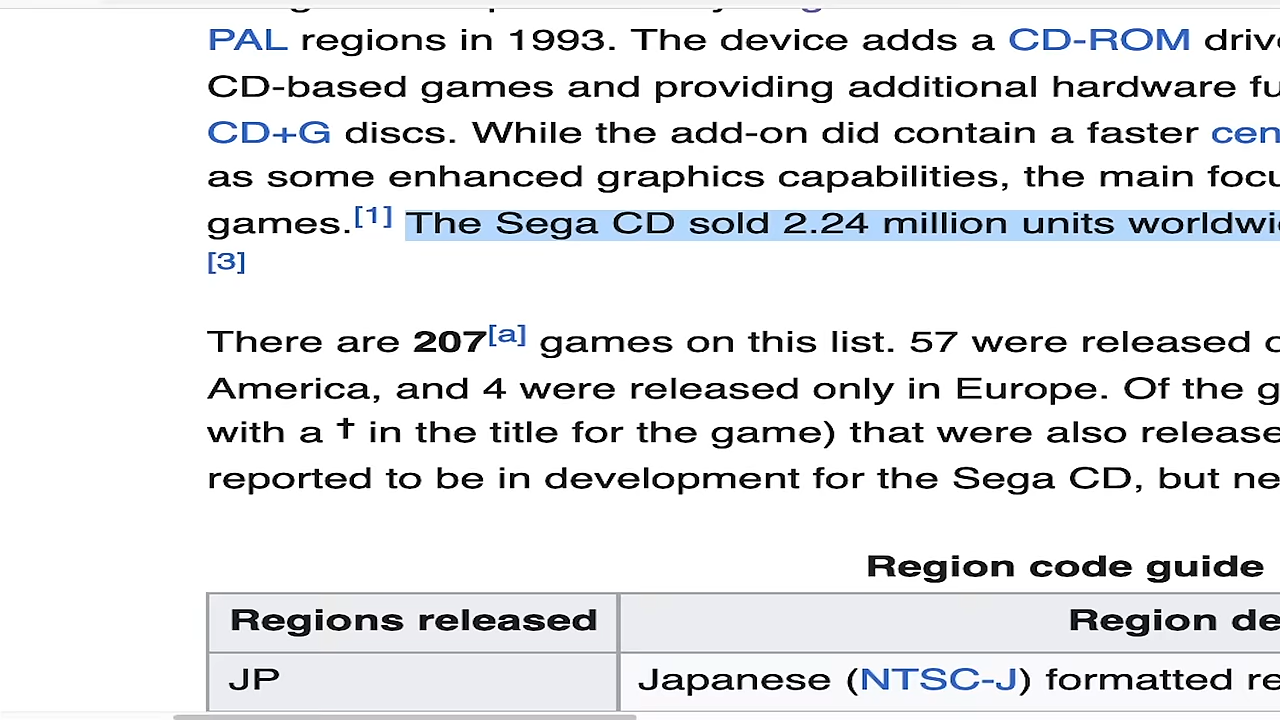 PAL regions in 1993. The device adds a CD-ROM
CD-based games and providing additional hardware
CD+G discs. While the add-on did contain a faster
as some enhanced graphics capabilities, the main
games.[1] The Sega CD sold 2.24 million units
[3]
There are 207[a] games on this list. 57 were released
America, and 4 were released only in Europe. Of the
with a † in the title for the game) that were also
reported to be in development for the Sega CD, but
Region code guide
Regions released Region
JP Japanese (NTSC-J) formatted